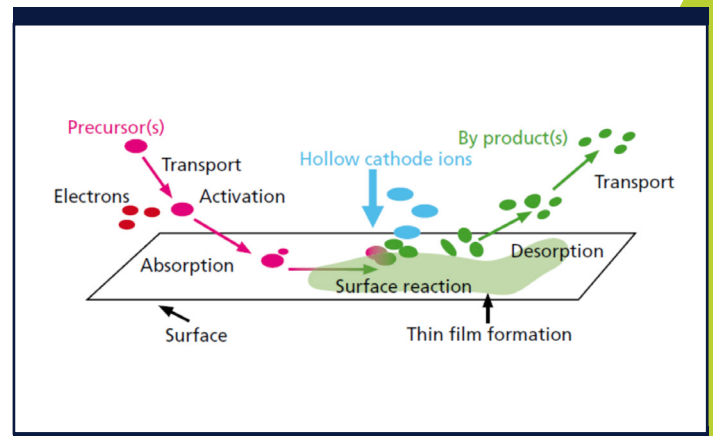 Precursor(s)
Transport
Electrons
Activation
Absorption
Surface
Hollow cathode ions
Surface reaction
By product(s)
Transport
Desorption
Thin film formation